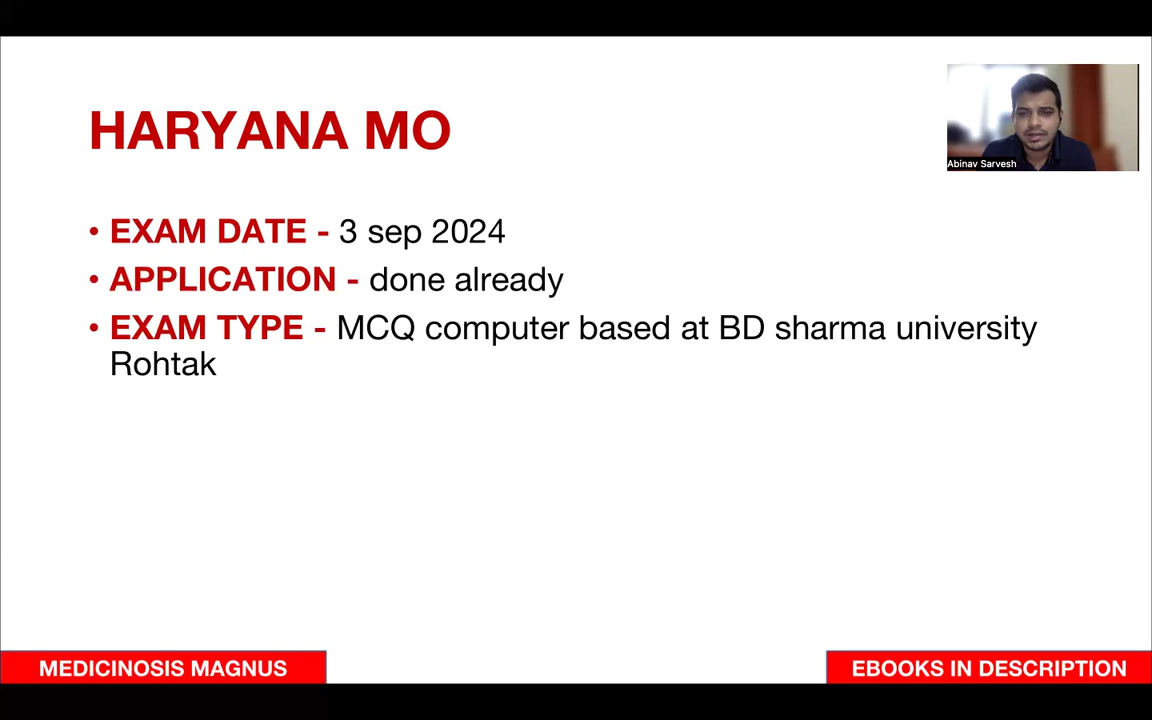 HARYANA MO
Abinav Sarvesh
• EXAM DATE - 3 sep 2024
• APPLICATION - done already
• EXAM TYPE - MCQ computer based at BD sharma university
Rohtak
MEDICINOSIS MAGNUS
EBOOKS IN DESCRIPTION